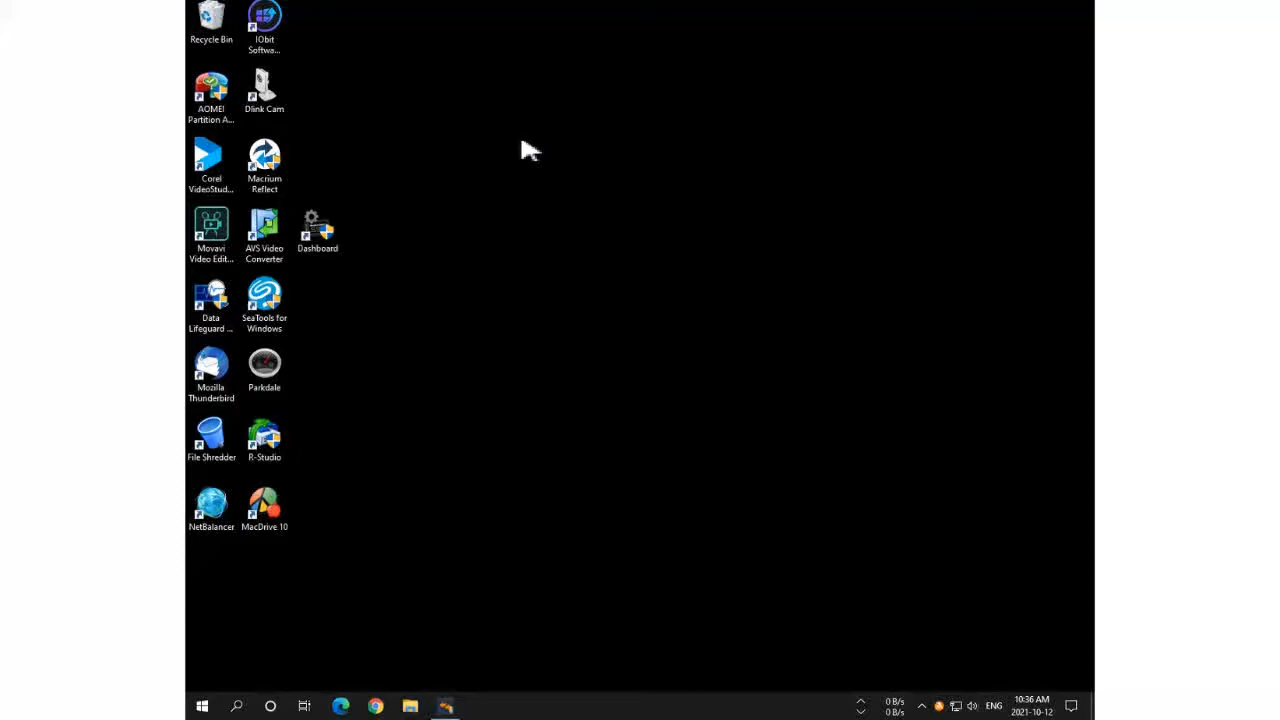 Recycle Bin
IObit
Softwa...
AOMEI
Partition A...
Dlink Cam
Corel
VideoStud...
Macrium
Reflect
Movavi
Video Edit...
AVS Video
Converter
Dashboard
Data
Lifeguard ...
SeaTools for
Windows
Mozilla
Thunderbird
Parkdale
File Shredder
R-Studio
NetBalancer
MacDrive 10
0 B/s
0 B/s
ENG
10:36 AM
2021-10-12